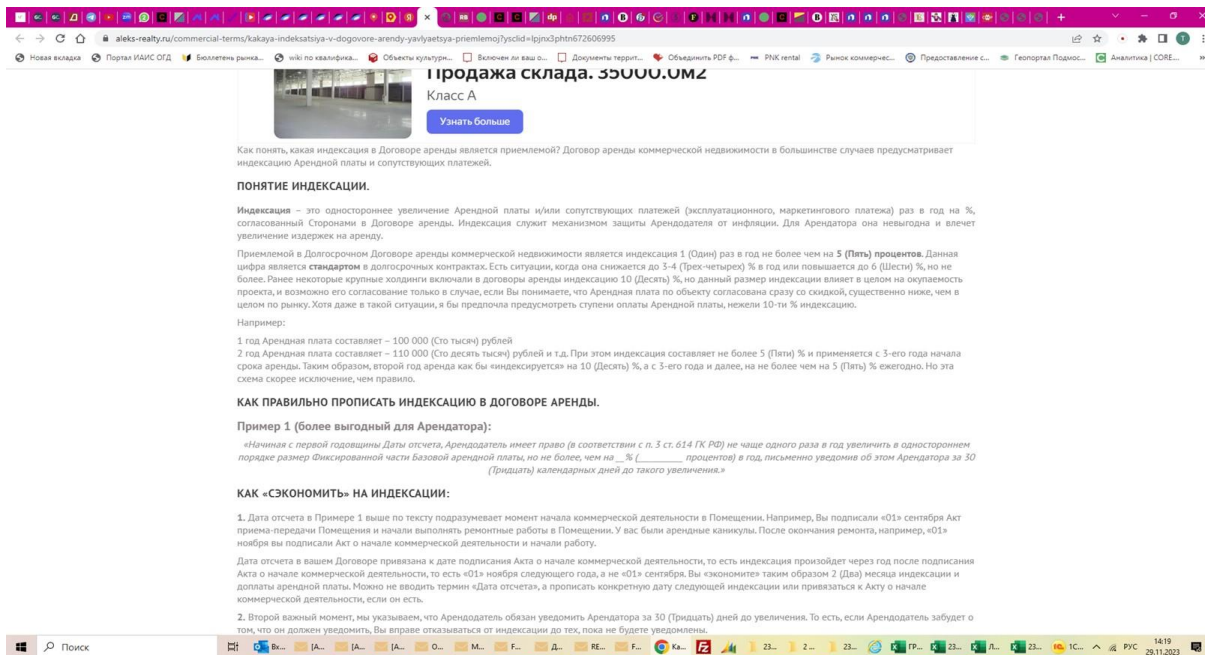 aleks-realty.ru/commercial-terms/kakaya-indeksatsiya-v-dogovore-arendy-yavlyaetsya-priemlemoj?ysclid=lpjnx3phtn672606995
Новая вкладка Портал ИАИС ОГД Бюллетень рынка... wiki по квалифика... Объекты культурн... Включен ли ваш о... Документы террит... Объединить PDF ф... PNK rental Рынок коммерчес... Предоставление с... Геопортал Подмос... Аналитика | CORE...
Продажа склада. 35000.0м2
Класс А
Узнать больше
Как понять, какая индексация в Договоре аренды является приемлемой? Договор аренды коммерческой недвижимости в большинстве случаев предусматривает
индексацию Арендной платы и сопутствующих платежей.
ПОНЯТИЕ ИНДЕКСАЦИИ.
Индексация – это одностороннее увеличение Арендной платы и/или сопутствующих платежей (эксплуатационного, маркетингового платежа) раз в год на %,
согласованный Сторонами в Договоре аренды. Индексация служит механизмом защиты Арендодателя от инфляции. Для Арендатора она невыгодна и влечет
увеличение издержек на аренду.
Приемлемой в Долгосрочном Договоре аренды коммерческой недвижимости является индексация 1 (Один) раз в год не более чем на 5 (Пять) процентов. Данная
цифра является стандартом в долгосрочных контрактах. Есть ситуации, когда она снижается до 3-4 (Трех-четырех) % в год или повышается до 6 (Шести) %, но не
более. Ранее некоторые крупные холдинги включали в договоры аренды индексацию 10 (Десять) %, но данный размер индексации влияет в целом на окупаемость
проекта, и возможно его согласование только в случае, если Вы понимаете, что Арендная плата по объекту согласована сразу со скидкой, существенно ниже, чем в
целом по рынку. Хотя даже в такой ситуации, я бы предпочла предусмотреть ступени оплаты Арендной платы, нежели 10-ти % индексацию.
Например:
1 год Арендная плата составляет – 100 000 (Сто тысяч) рублей
2 год Арендная плата составляет – 110 000 (Сто десять тысяч) рублей и т.д. При этом индексация составляет не более 5 (Пяти) % и применяется с 3-его года начала
срока аренды. Таким образом, второй год аренда как бы «индексируется» на 10 (Десять) %, а с 3-его года и далее, на не более чем на 5 (Пять) % ежегодно. Но эта
схема скорее исключение, чем правило.
КАК ПРАВИЛЬНО ПРОПИСАТЬ ИНДЕКСАЦИЮ В ДОГОВОРЕ АРЕНДЫ.
Пример 1 (более выгодный для Арендатора):
«Начиная с первой годовщины Даты отсчета, Арендодатель имеет право (в соответствии с п. 3 ст. 614 ГК РФ) не чаще одного раза в год увеличить в одностороннем
порядке размер Фиксированной части Базовой арендной платы, но не более, чем на __% (_________ процентов) в год, письменно уведомив об этом Арендатора за 30
(Тридцать) календарных дней до такого увеличения.»
КАК «СЭКОНОМИТЬ» НА ИНДЕКСАЦИИ:
1. Дата отсчета в Примере 1 выше по тексту подразумевает момент начала коммерческой деятельности в Помещении. Например, Вы подписали «01» сентября Акт
приема-передачи Помещения и начали выполнять ремонтные работы в Помещении. У вас были арендные каникулы. После окончания ремонта, например, «01»
ноября вы подписали Акт о начале коммерческой деятельности и начали работу.
Дата отсчета в вашем Договоре привязана к дате подписания Акта о начале коммерческой деятельности, то есть индексация произойдет через год после подписания
Акта о начале коммерческой деятельности, то есть «01» ноября следующего года, а не «01» сентября. Вы «экономите» таким образом 2 (Два) месяца индексации и
доплаты арендной платы. Можно не вводить термин «Дата отсчета», а прописать конкретную дату следующей индексации или привязаться к Акту о начале
коммерческой деятельности, если он есть.
2. Второй важный момент, мы указываем, что Арендодатель обязан уведомить Арендатора за 30 (Тридцать) дней до увеличения. То есть, если Арендодатель забудет о
том, что он должен уведомить, Вы вправе отказываться от индексации до тех, пока не будете уведомлены.
Поиск Вх... [A... [A... [A... О... М... F... Д... RE... F... Ка... 23... 2 ... 23... ГР... 23... Л... 23... 1С... РУС 14:19
29.11.2023